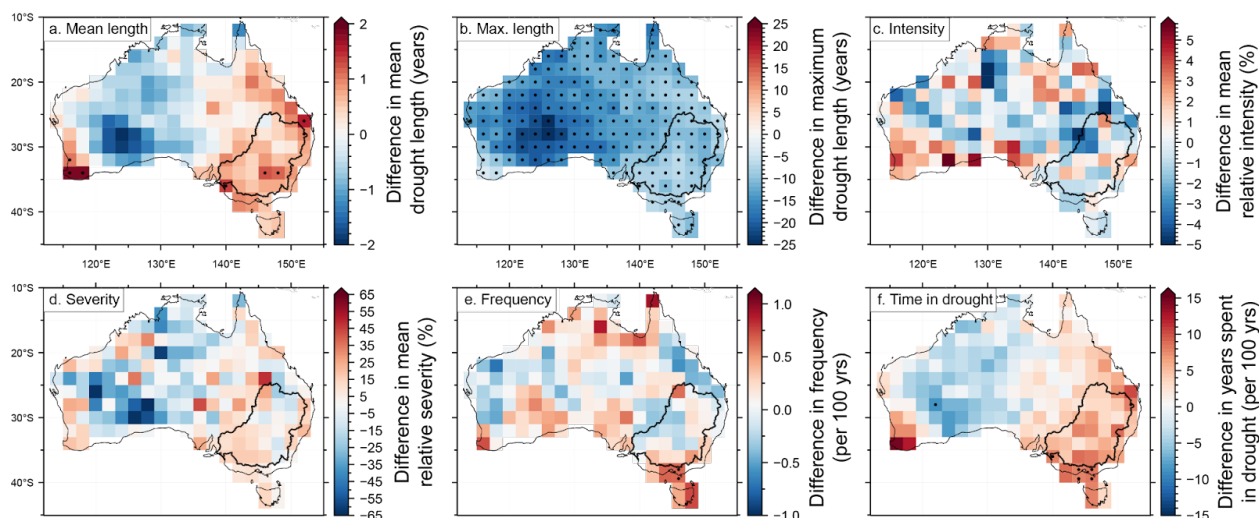 10°S
20°S
30°S
40°S
a. Mean length
2
1
0
−1
−2
Difference in mean
drought length (years)
b. Max. length
25
20
15
10
5
0
−5
−10
−15
−20
−25
Difference in maximum
drought length (years)
c. Intensity
5
4
3
2
1
0
−1
−2
−3
−4
−5
Difference in mean
relative intensity (%)
120°E 130°E 140°E 150°E
120°E 130°E 140°E 150°E
120°E 130°E 140°E 150°E
10°S
20°S
30°S
40°S
d. Severity
65
55
45
35
25
15
5
−5
−15
−25
−35
−45
−55
−65
Difference in mean
relative severity (%)
e. Frequency
1.0
0.5
0.0
−0.5
−1.0
Difference in frequency
(per 100 yrs)
f. Time in drought
15
10
5
0
−5
−10
−15
Difference in years spent
in drought (per 100 yrs)